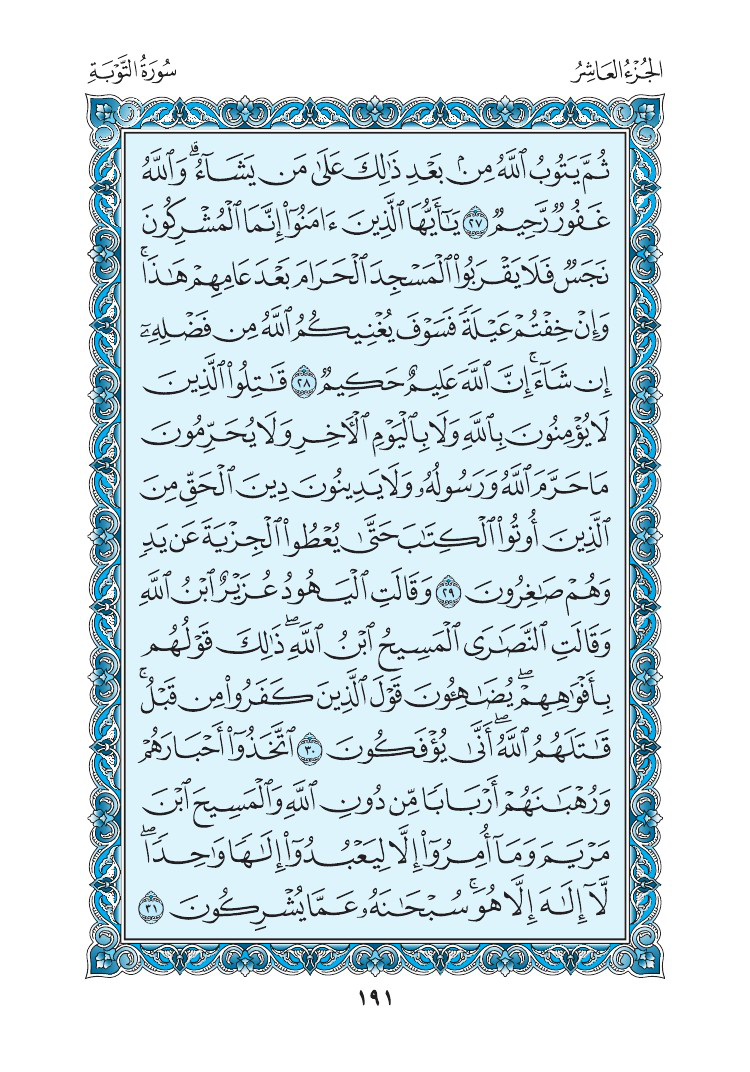 الجُزْءُ العَاشِرُ
سُورَةُ التَّوْبَةِ
ثُمَّ يَتُوبُ ٱللَّهُ مِنۢ بَعْدِ ذَٰلِكَ عَلَىٰ مَن يَشَآءُۗ وَٱللَّهُ
غَفُورٌ رَّحِيمٌ ٢٧ يَـٰٓأَيُّهَا ٱلَّذِينَ ءَامَنُوٓا۟ إِنَّمَا ٱلْمُشْرِكُونَ
نَجَسٌ فَلَا يَقْرَبُوا۟ ٱلْمَسْجِدَ ٱلْحَرَامَ بَعْدَ عَامِهِمْ هَـٰذَاۚ
وَإِنْ خِفْتُمْ عَيْلَةً فَسَوْفَ يُغْنِيكُمُ ٱللَّهُ مِن فَضْلِهِۦٓ
إِن شَآءَۚ إِنَّ ٱللَّهَ عَلِيمٌ حَكِيمٌ ٢٨ قَـٰتِلُوا۟ ٱلَّذِينَ
لَا يُؤْمِنُونَ بِٱللَّهِ وَلَا بِٱلْيَوْمِ ٱلْـَٔاخِرِ وَلَا يُحَرِّمُونَ
مَا حَرَّمَ ٱللَّهُ وَرَسُولُهُۥ وَلَا يَدِينُونَ دِينَ ٱلْحَقِّ مِنَ
ٱلَّذِينَ أُوتُوا۟ ٱلْكِتَـٰبَ حَتَّىٰ يُعْطُوا۟ ٱلْجِزْيَةَ عَن يَدٍ
وَهُمْ صَـٰغِرُونَ ٢٩ وَقَالَتِ ٱلْيَهُودُ عُزَيْرٌ ٱبْنُ ٱللَّهِ
وَقَالَتِ ٱلنَّصَـٰرَى ٱلْمَسِيحُ ٱبْنُ ٱللَّهِۖ ذَٰلِكَ قَوْلُهُم
بِأَفْوَٰهِهِمْۖ يُضَـٰهِـُٔونَ قَوْلَ ٱلَّذِينَ كَفَرُوا۟ مِن قَبْلُۚ
قَـٰتَلَهُمُ ٱللَّهُۖ أَنَّىٰ يُؤْفَكُونَ ٣٠ ٱتَّخَذُوٓا۟ أَحْبَارَهُمْ
وَرُهْبَـٰنَهُمْ أَرْبَابًا مِّن دُونِ ٱللَّهِ وَٱلْمَسِيحَ ٱبْنَ
مَرْيَمَ وَمَآ أُمِرُوٓا۟ إِلَّا لِيَعْبُدُوٓا۟ إِلَـٰهًا وَٰحِدًاۖ
لَّآ إِلَـٰهَ إِلَّا هُوَۚ سُبْحَـٰنَهُۥ عَمَّا يُشْرِكُونَ ٣١
١٩١